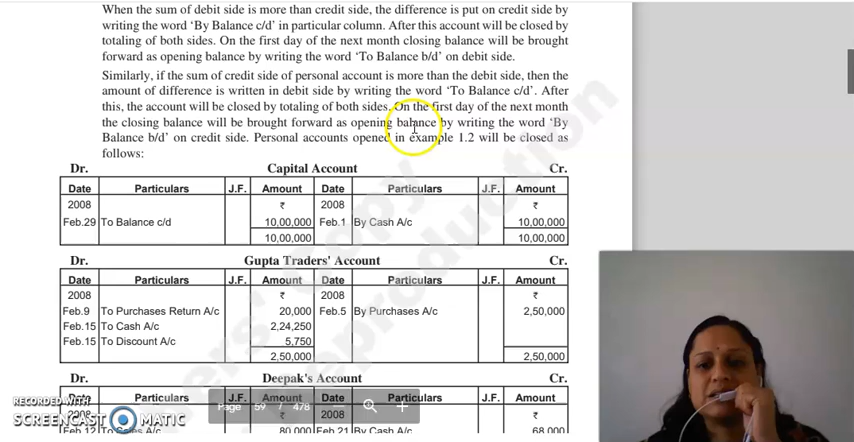 When the sum of debit side is more than credit side, the difference is put on credit side by
writing the word 'By Balance c/d' in particular column. After this account will be closed by
totaling of both sides. On the first day of the next month closing balance will be brought
forward as opening balance by writing the word 'To Balance b/d' on debit side.
Similarly, if the sum of credit side of personal account is more than the debit side, then the
amount of difference is written in debit side by writing the word 'To Balance c/d'. After
this, the account will be closed by totaling of both sides. On the first day of the next month
the closing balance will be brought forward as opening balance by writing the word 'By
Balance b/d' on credit side. Personal accounts opened in example 1.2 will be closed as
follows:
Dr. Capital Account Cr.
Date Particulars J.F. Amount Date Particulars J.F. Amount
2008 ₹ 2008 ₹
Feb.29 To Balance c/d 10,00,000 Feb.1 By Cash A/c 10,00,000
10,00,000 10,00,000
Dr. Gupta Traders' Account Cr.
Date Particulars J.F. Amount Date Particulars J.F. Amount
2008 ₹ 2008 ₹
Feb.9 To Purchases Return A/c 20,000 Feb.5 By Purchases A/c 2,50,000
Feb.15 To Cash A/c 2,24,250
Feb.15 To Discount A/c 5,750
2,50,000 2,50,000
Dr. Deepak's Account Cr.
Date Particulars J.F. Amount Date Particulars J.F. Amount
2008 2008 ₹
Feb.12 To Sales A/c 80,000 Feb.21 By Cash A/c 68,000
Page 59 / 478
RECORDED WITH
SCREENCAST MATIC